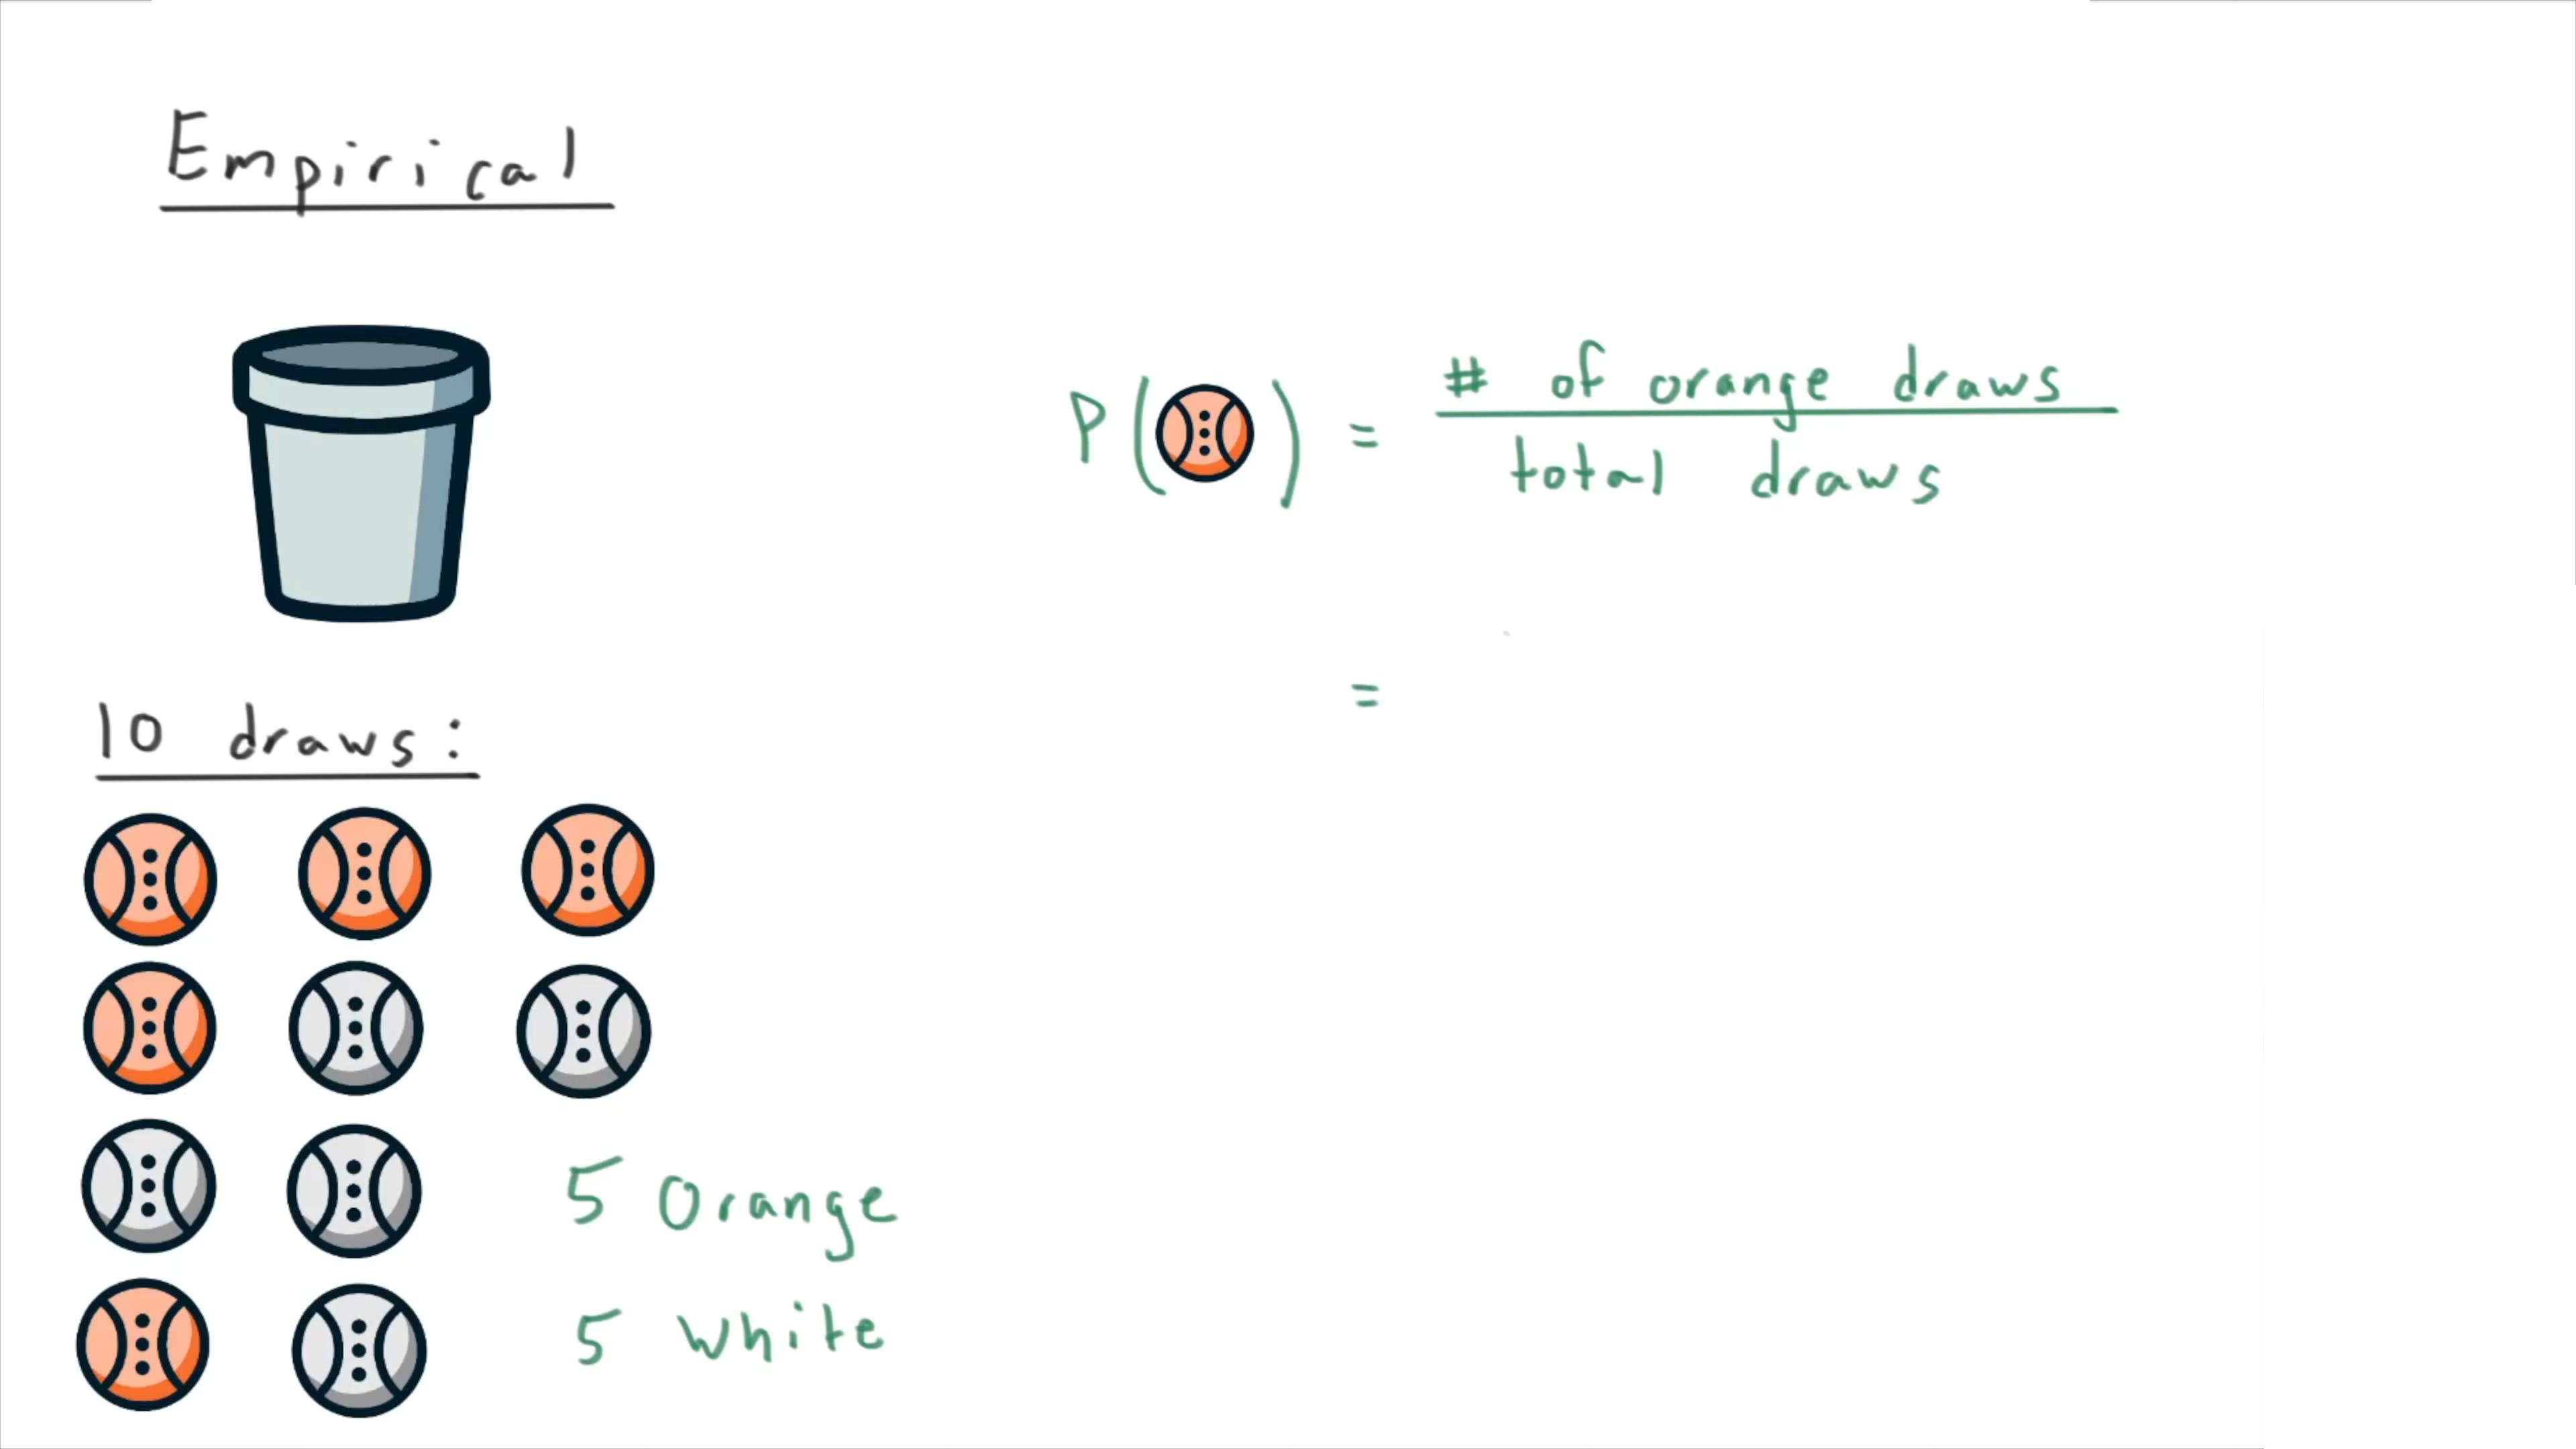 Empirical
P( ) = # of orange draws / total draws
=
10 draws:
5 Orange
5 White